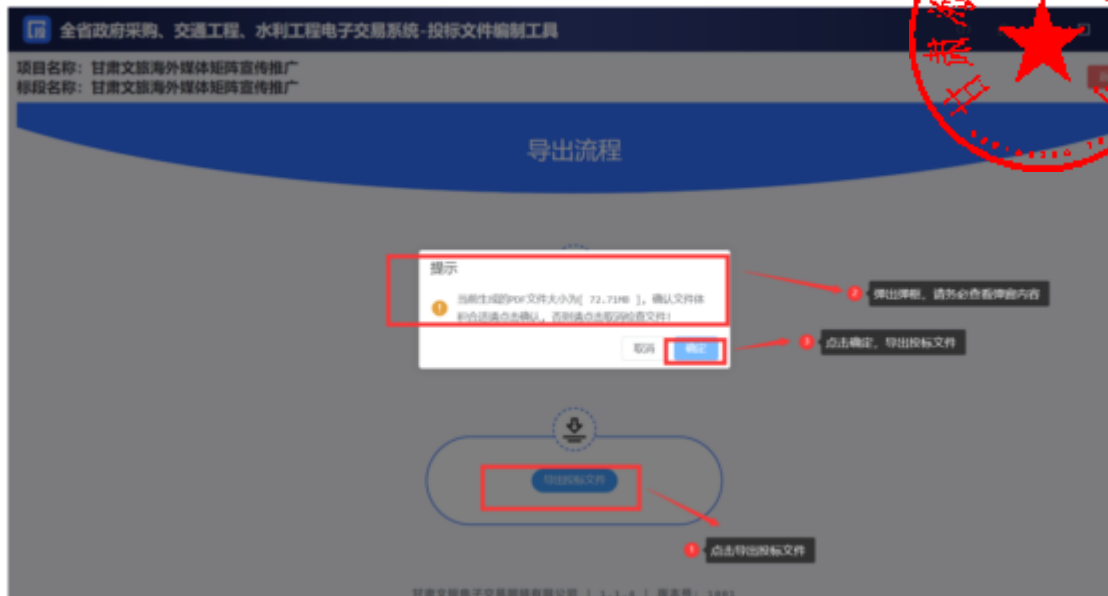 全省政府采购、交通工程、水利工程电子交易系统-投标文件编制工具
项目名称：甘肃文旅海外媒体矩阵宣传推广
标段名称：甘肃文旅海外媒体矩阵宣传推广
导出流程
提示
当前生成的PDF文件大小为[ 72.71MB ]，确认文件体
积合适请点击确认，否则请点击取消检查文件！
取消 确定
2 弹出弹框，请务必查看弹窗内容
3 点击确定，导出投标文件
导出投标文件
1 点击导出投标文件